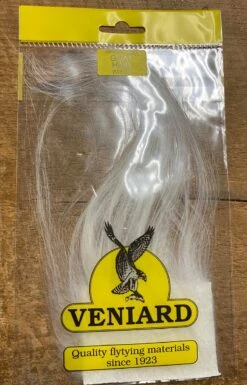 VENIARD
Quality flytying materials
since 1923